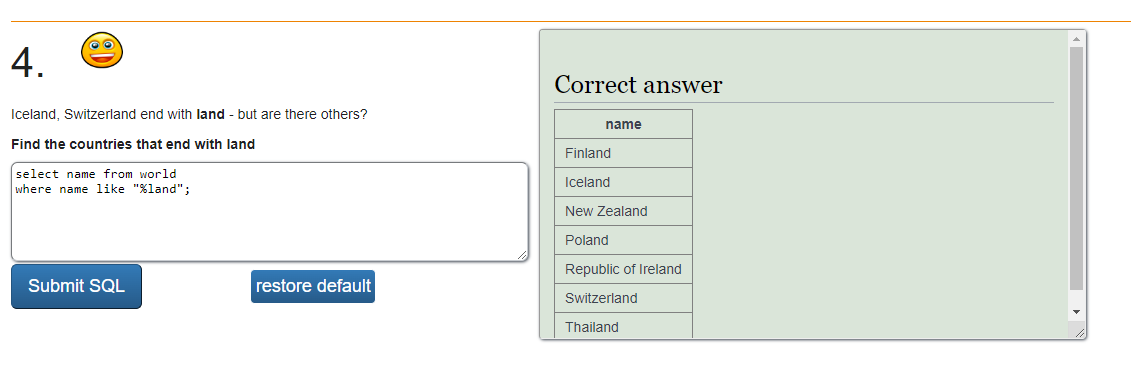 4.
Iceland, Switzerland end with land - but are there others?
Find the countries that end with land
select name from world
where name like "%land";
Submit SQL
restore default
Correct answer
name
Finland
Iceland
New Zealand
Poland
Republic of Ireland
Switzerland
Thailand